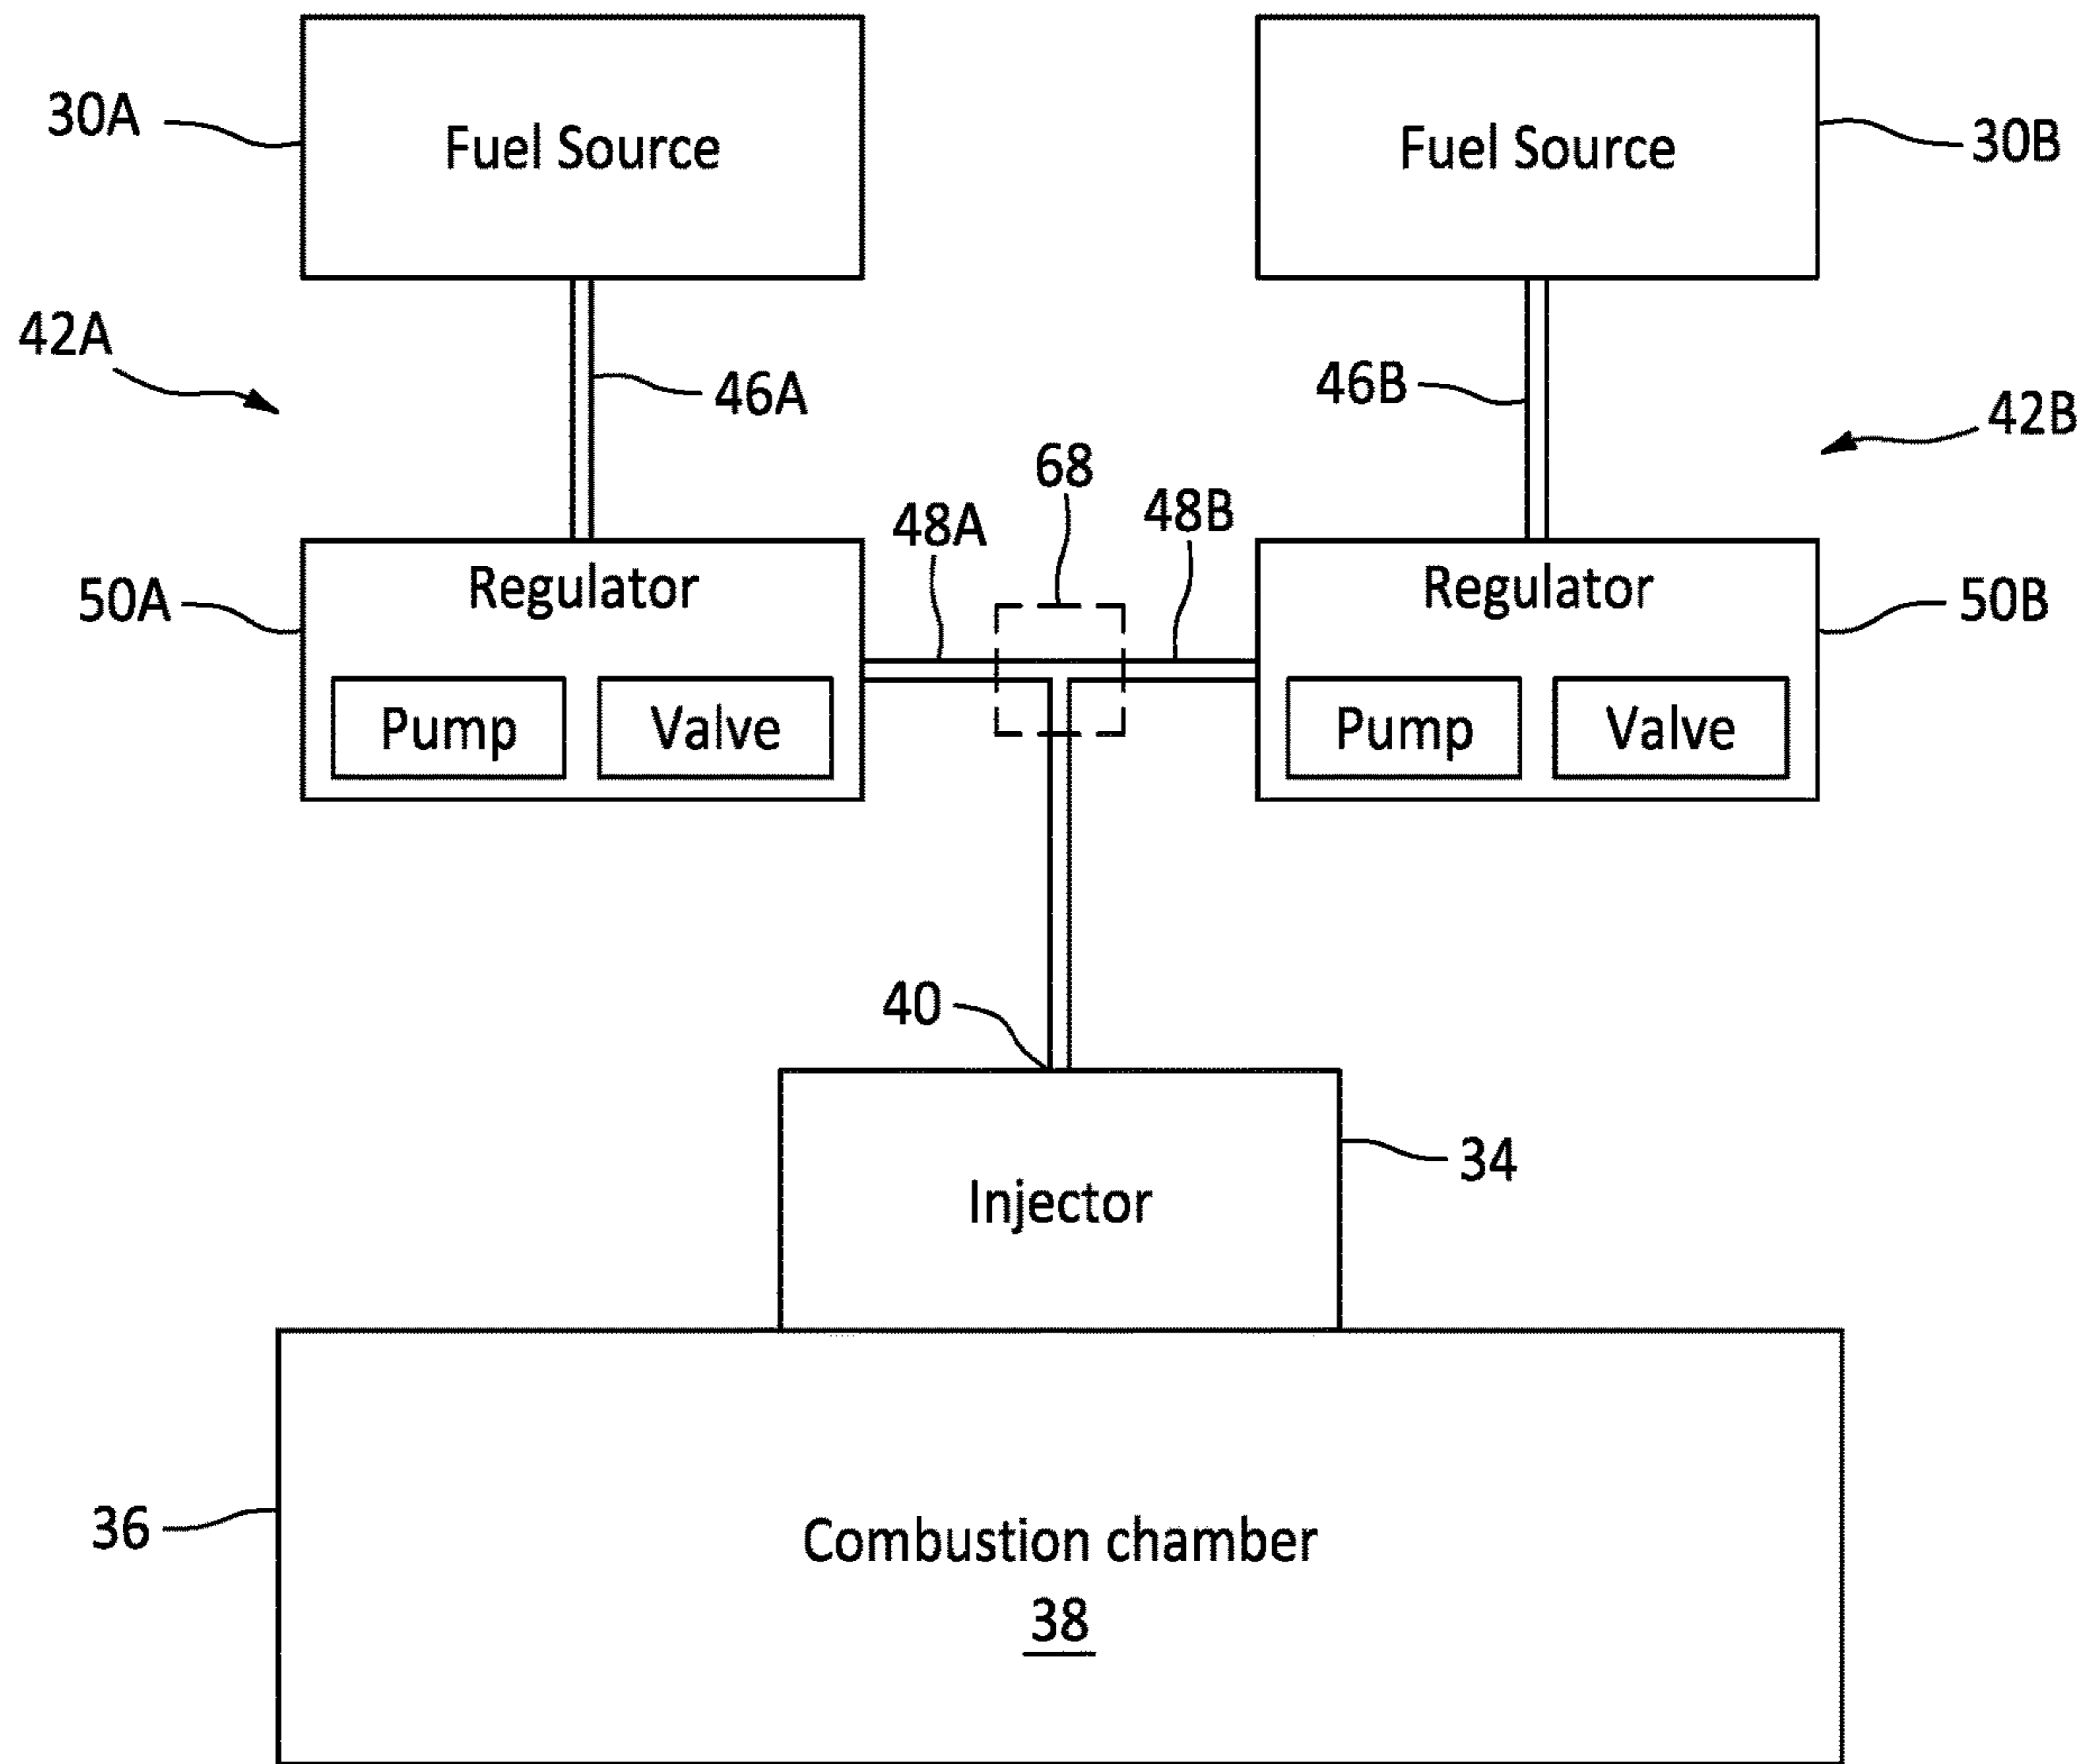 30A
Fuel Source
Fuel Source
30B
42A
46A
46B
42B
68
48A
48B
50A
Regulator
Regulator
50B
Pump
Valve
Pump
Valve
40
Injector
34
36
Combustion chamber
38